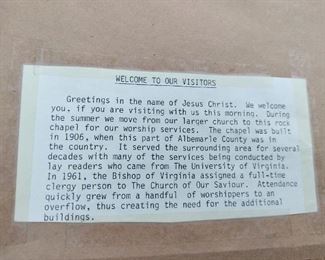 WELCOME TO OUR VISITORS
Greetings in the name of Jesus Christ. We welcome
you, if you are visiting with us this morning. During
the summer we move from our larger church to this rock
chapel for our worship services. The chapel was built
in 1906, when this part of Albemarle County was in
the country. It served the surrounding area for several
decades with many of the services being conducted by
lay readers who came from The University of Virginia.
In 1961, the Bishop of Virginia assigned a full-time
clergy person to The Church of Our Saviour. Attendance
quickly grew from a handful of worshippers to an
overflow, thus creating the need for the additional
buildings.